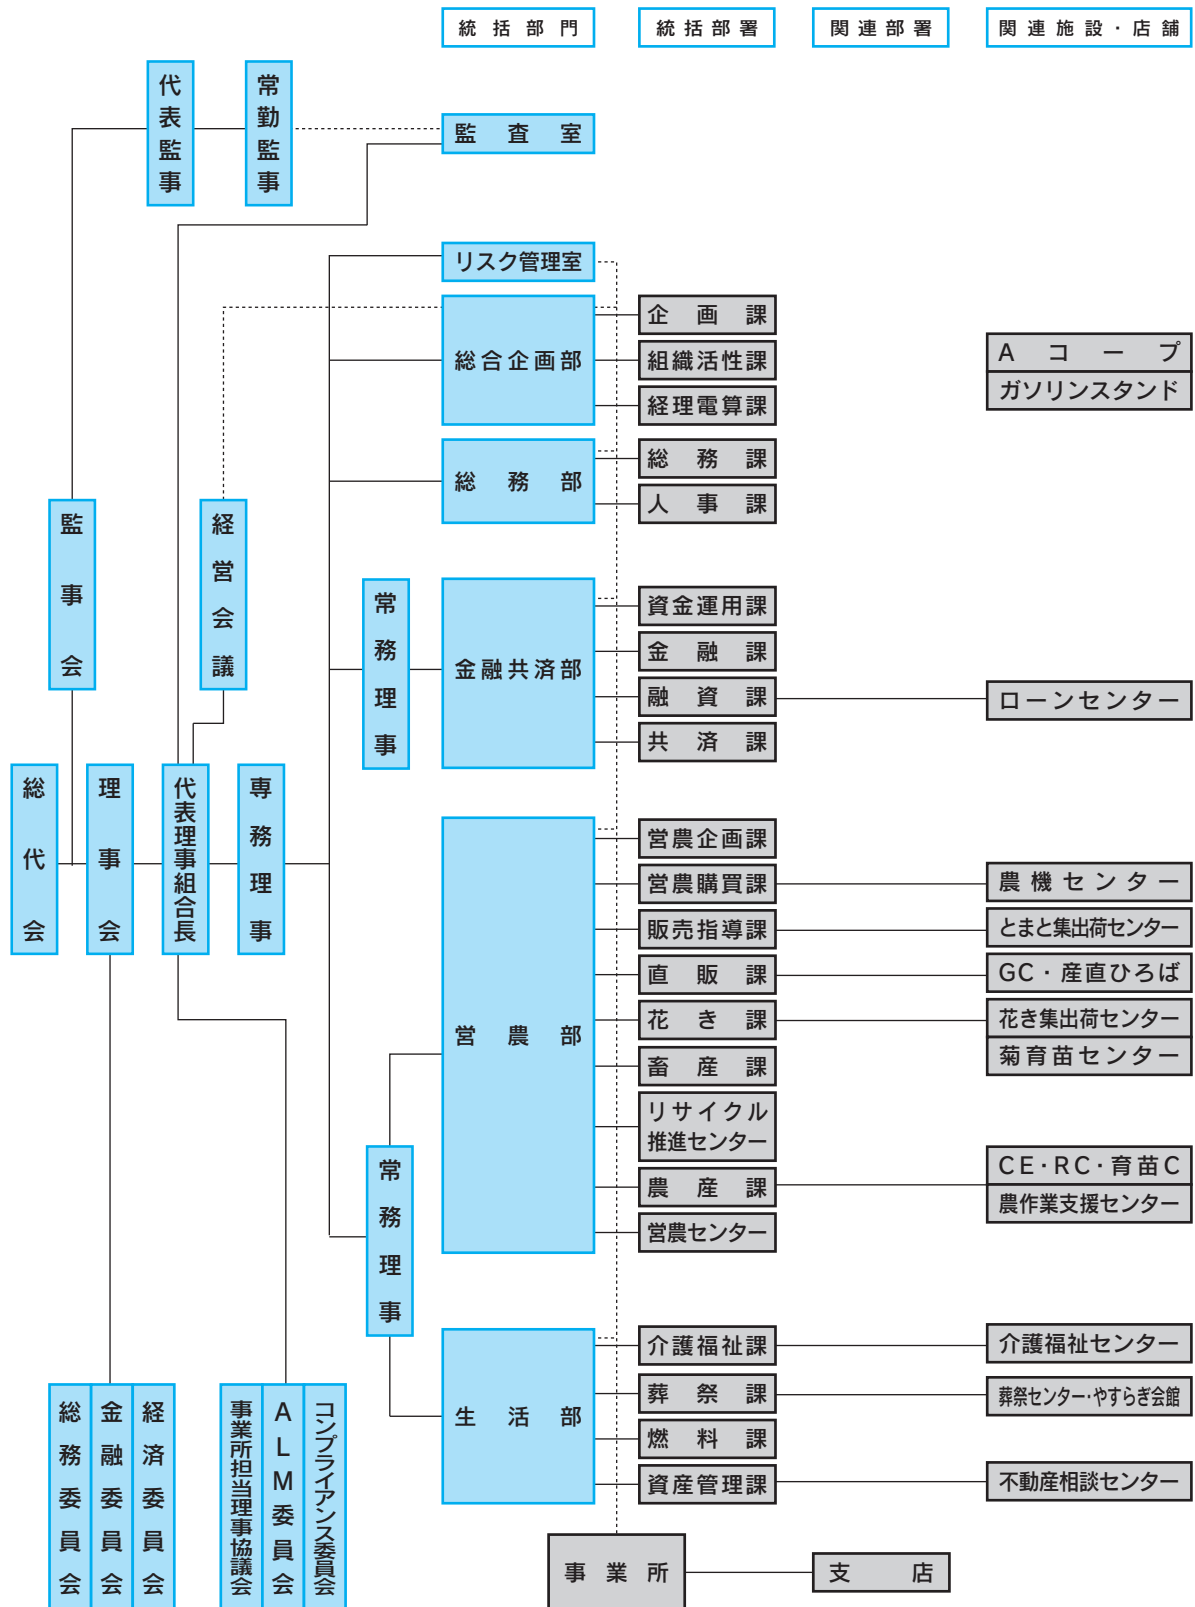 統括部門
統括部署
関連部署
関連施設・店舗
代表監事
常勤監事
監査室
リスク管理室
総合企画部
企画課
組織活性課
経理電算課
Aコープ
ガソリンスタンド
総務部
総務課
人事課
監事会
経営会議
常務理事
金融共済部
資金運用課
金融課
融資課
共済課
ローンセンター
総代会
理事会
代表理事組合長
専務理事
営農部
営農企画課
営農購買課
農機センター
販売指導課
とまと集出荷センター
直販課
GC・産直ひろば
花き課
花き集出荷センター
菊育苗センター
畜産課
リサイクル
推進センター
農産課
CE・RC・育苗C
農作業支援センター
営農センター
常務理事
生活部
介護福祉課
介護福祉センター
葬祭課
葬祭センター・やすらぎ会館
燃料課
資産管理課
不動産相談センター
総務委員会
金融委員会
経済委員会
事業所担当理事協議会
ALM委員会
コンプライアンス委員会
事業所
支店